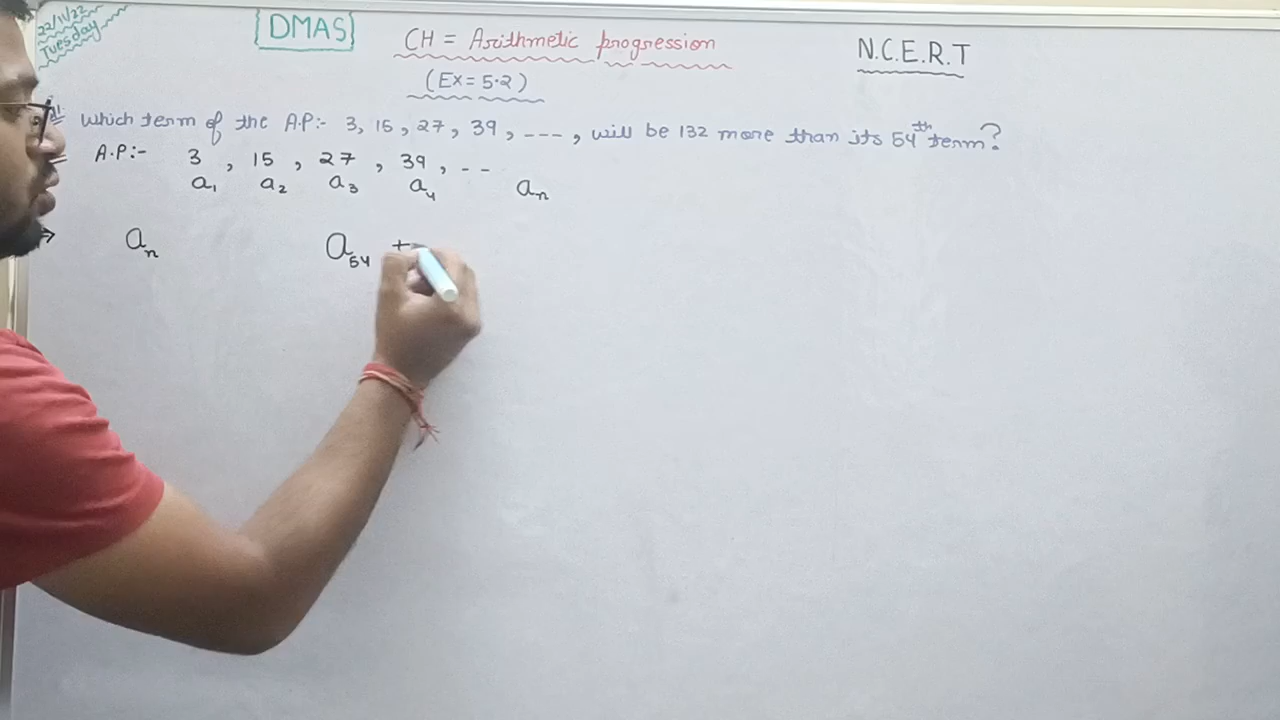 22/11/22
Tuesday
DMAS
CH = Arithmetic progression
N.C.E.R.T
(Ex = 5.2)
which term of the A.P:- 3, 15, 27, 39, ---, will be 132 more than its 54th term?
A.P:- 3, 15, 27, 39, --
a1 a2 a3 a4 an
an a54 +